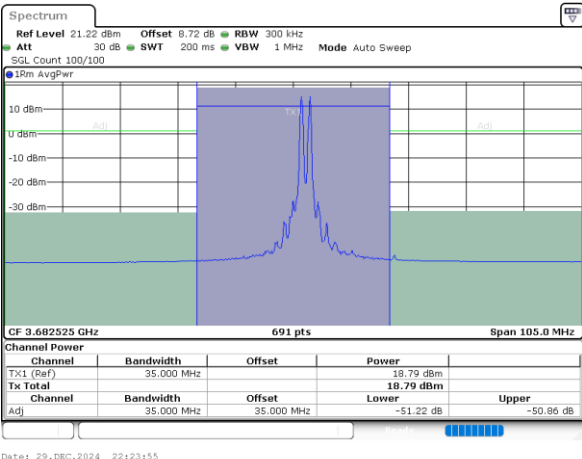 Spectrum
Ref Level 21.22 dBm Offset 8.72 dB RBW 300 kHz
Att 30 dB SWT 200 ms VBW 1 MHz Mode Auto Sweep
SGL Count 100/100
1Rm AvgPwr
10 dBm
TX1
Adj Adj
0 dBm
-10 dBm
-20 dBm
-30 dBm
CF 3.682525 GHz 691 pts Span 105.0 MHz
Channel Power
Channel Bandwidth Offset Power
TX1 (Ref) 35.000 MHz 18.79 dBm
Tx Total 18.79 dBm
Channel Bandwidth Offset Lower Upper
Adj 35.000 MHz 35.000 MHz -51.22 dB -50.86 dB
Ready
Date: 29.DEC.2024 22:23:55